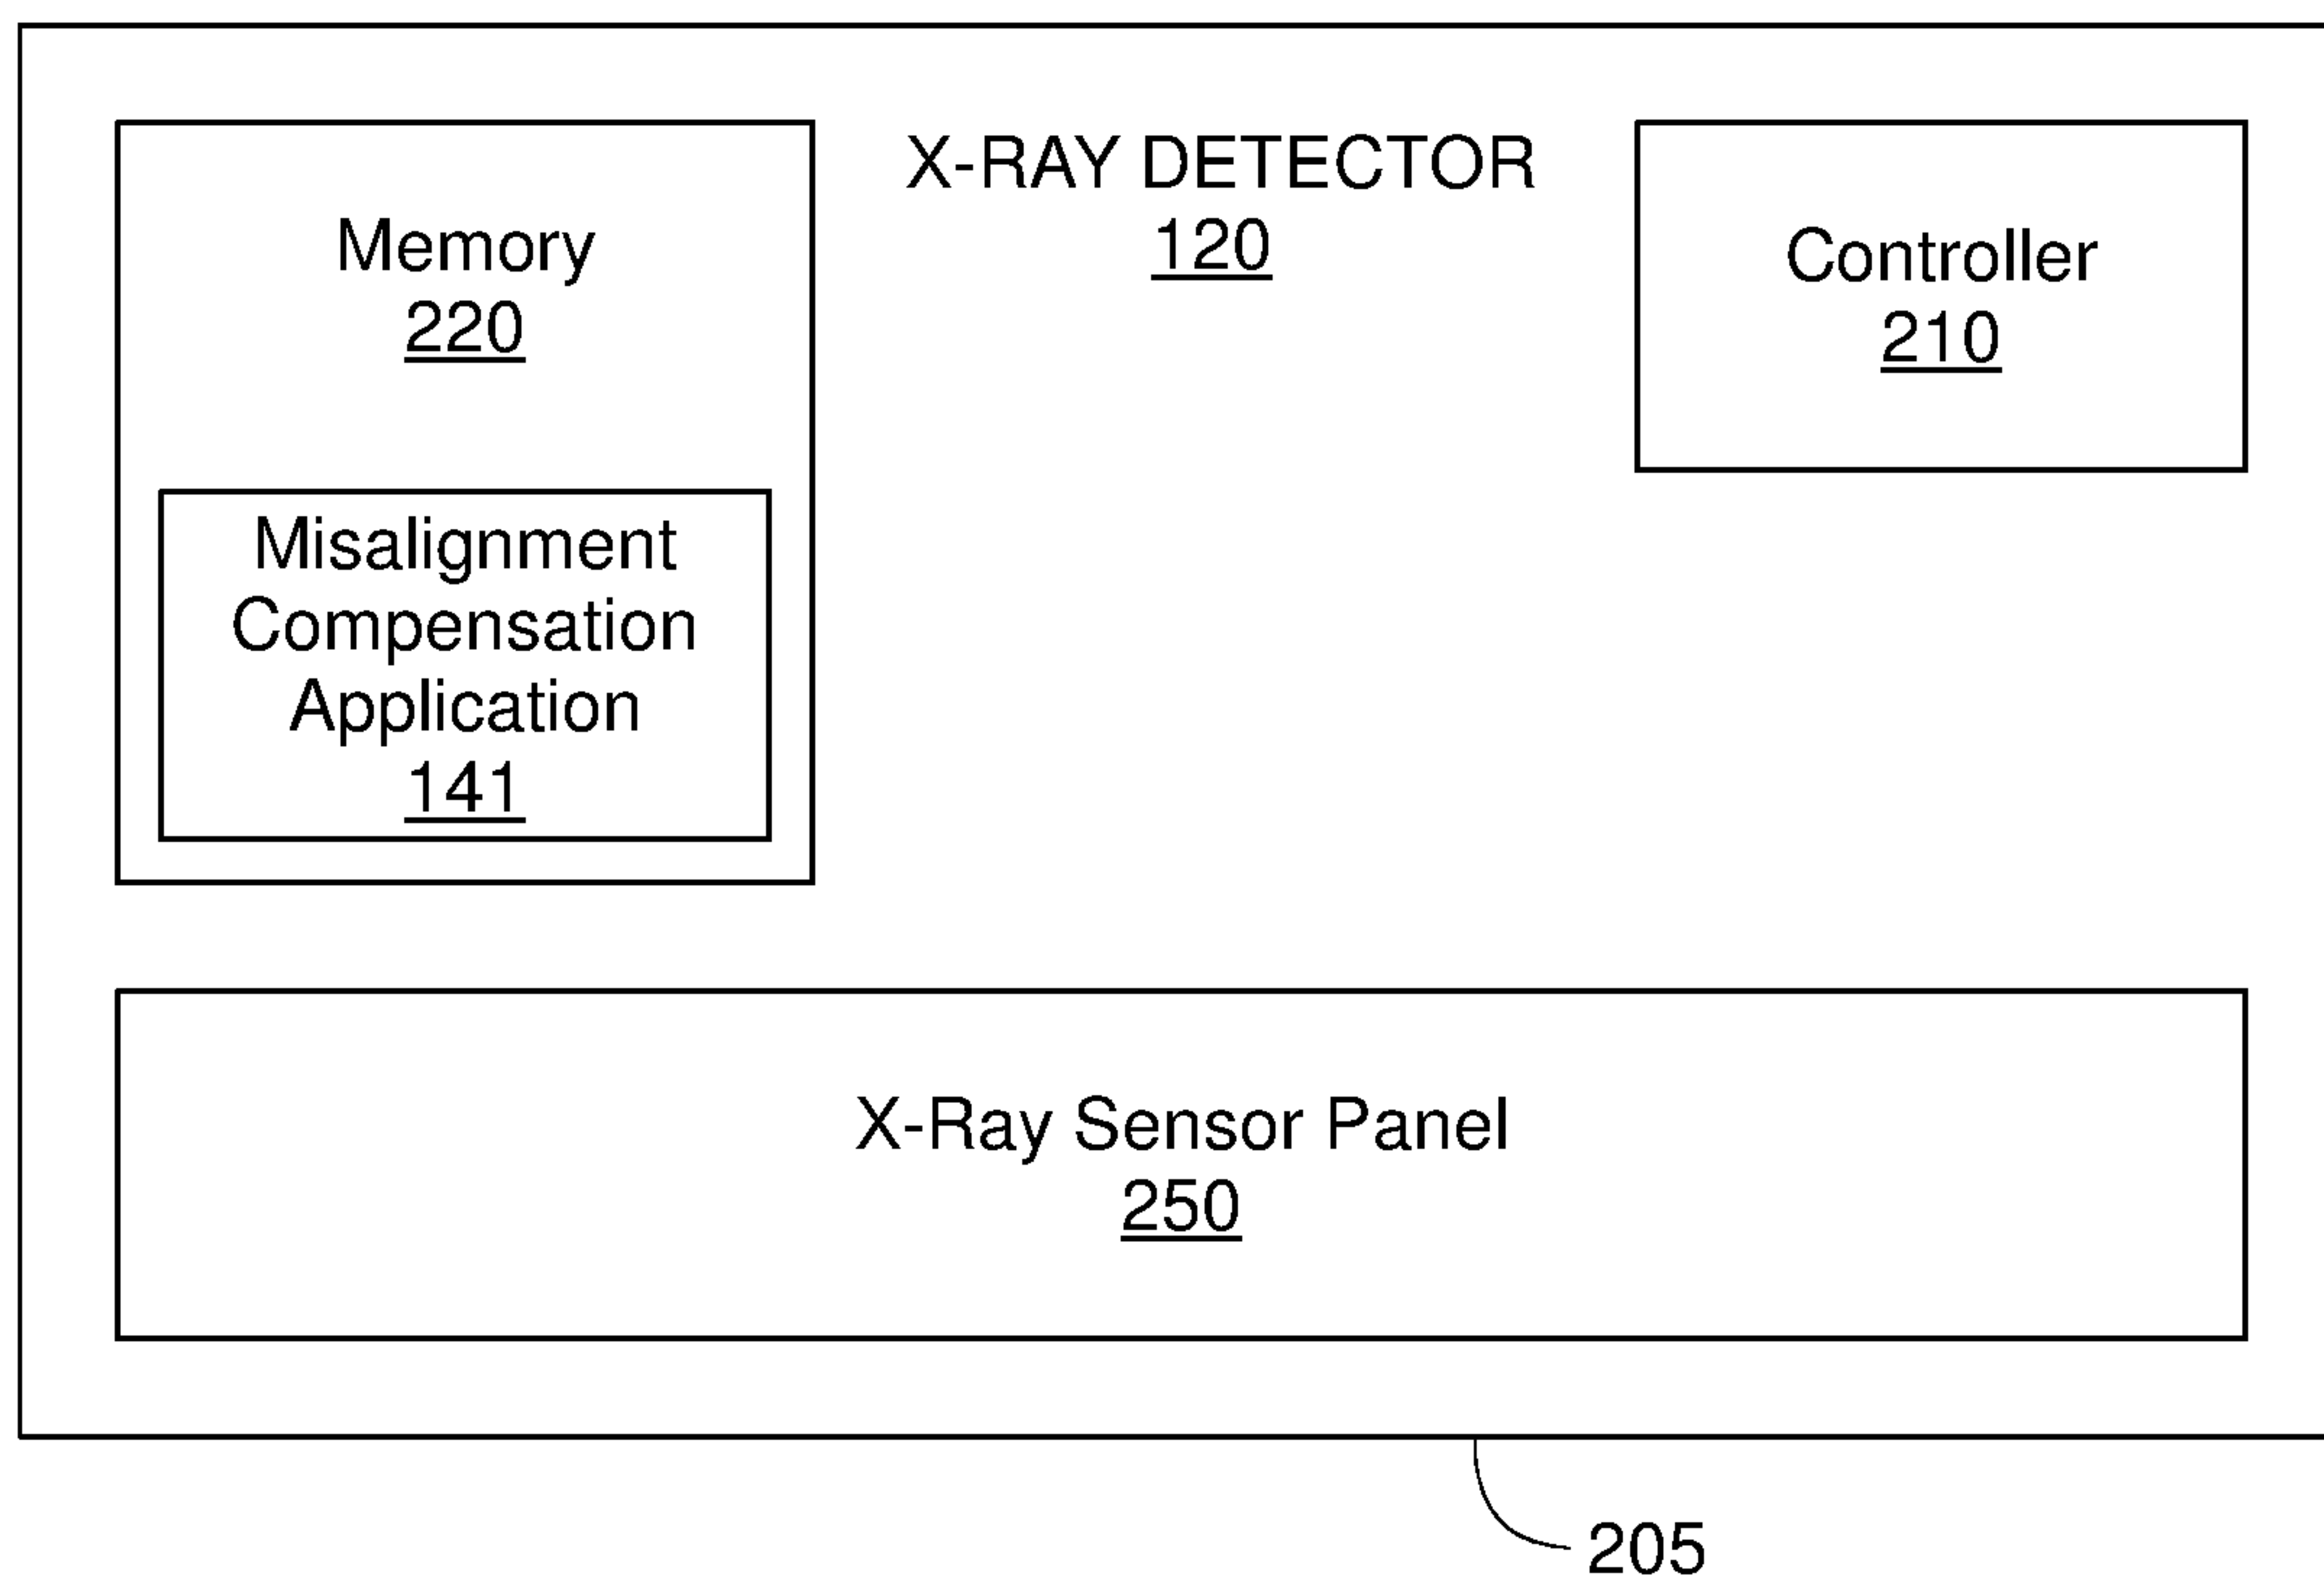 Memory
220
Misalignment
Compensation
Application
141
X-RAY DETECTOR
120
Controller
210
X-Ray Sensor Panel
250
205